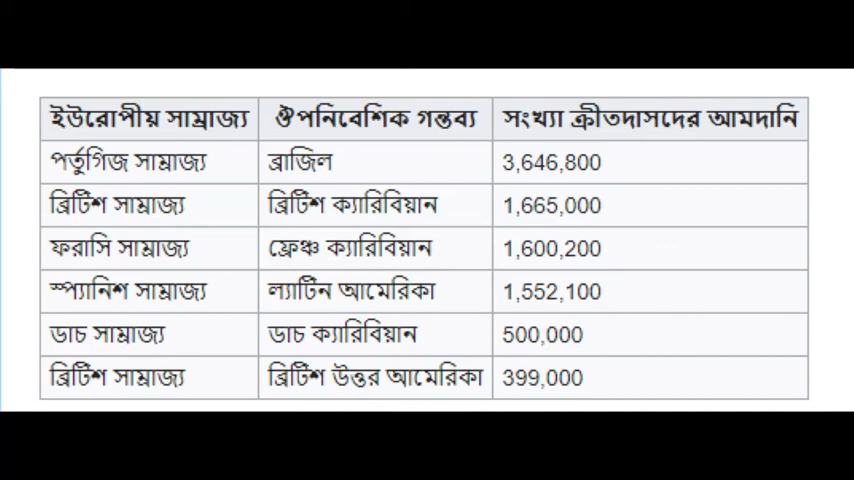 ইউরোপীয় সাম্রাজ্য ঔপনিবেশিক গন্তব্য সংখ্যা ক্রীতদাসদের আমদানি
পর্তুগিজ সাম্রাজ্য ব্রাজিল 3,646,800
ব্রিটিশ সাম্রাজ্য ব্রিটিশ ক্যারিবিয়ান 1,665,000
ফরাসি সাম্রাজ্য ফ্রেঞ্চ ক্যারিবিয়ান 1,600,200
স্প্যানিশ সাম্রাজ্য ল্যাটিন আমেরিকা 1,552,100
ডাচ সাম্রাজ্য ডাচ ক্যারিবিয়ান 500,000
ব্রিটিশ সাম্রাজ্য ব্রিটিশ উত্তর আমেরিকা 399,000